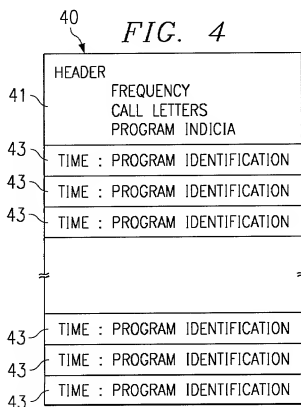 40
FIG. 4
HEADER
41
FREQUENCY
CALL LETTERS
PROGRAM INDICIA
43 TIME : PROGRAM IDENTIFICATION
43 TIME : PROGRAM IDENTIFICATION
43 TIME : PROGRAM IDENTIFICATION
43 TIME : PROGRAM IDENTIFICATION
43 TIME : PROGRAM IDENTIFICATION
43 TIME : PROGRAM IDENTIFICATION